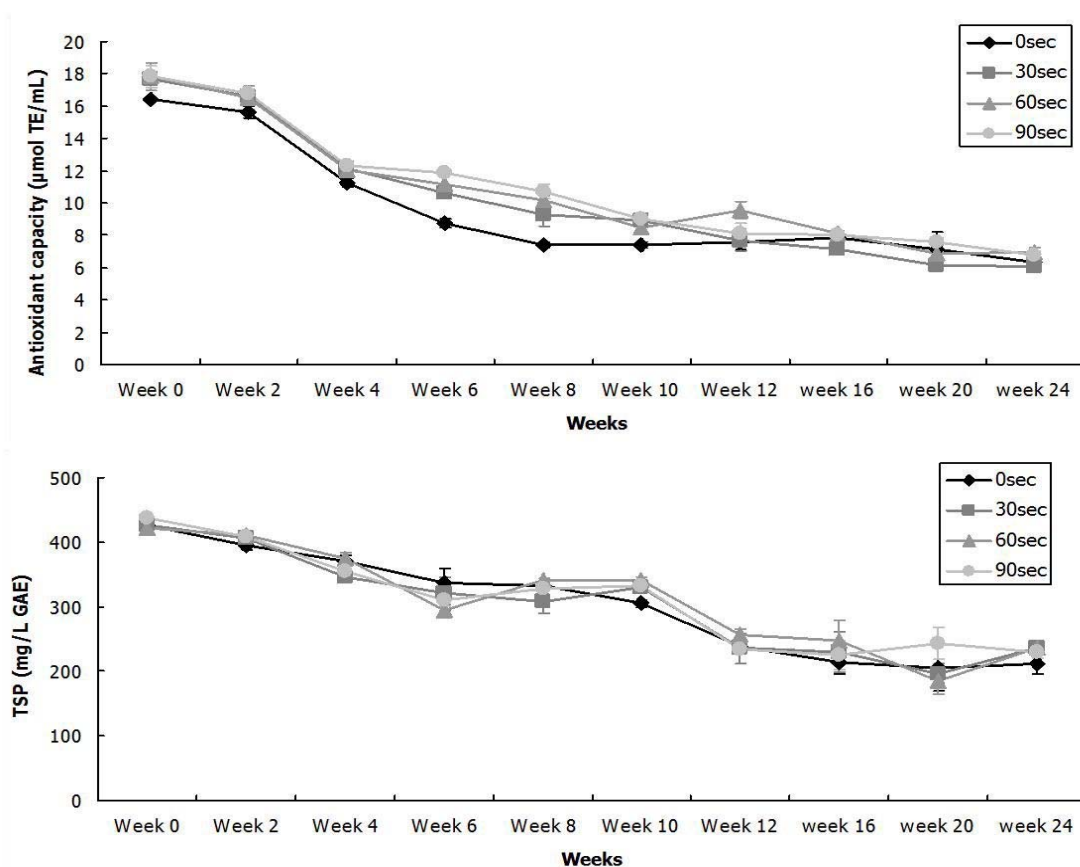 20
18
16
14
12
10
8
6
4
2
0
Antioxidant capacity (µmol TE/mL)
0sec
30sec
60sec
90sec
Week 0 Week 2 Week 4 Week 6 Week 8 Week 10 Week 12 week 16 week 20 week 24
Weeks
500
400
300
200
100
0
TSP (mg/L GAE)
0sec
30sec
60sec
90sec
Week 0 Week 2 Week 4 Week 6 Week 8 Week 10 Week 12 week 16 week 20 week 24
Weeks